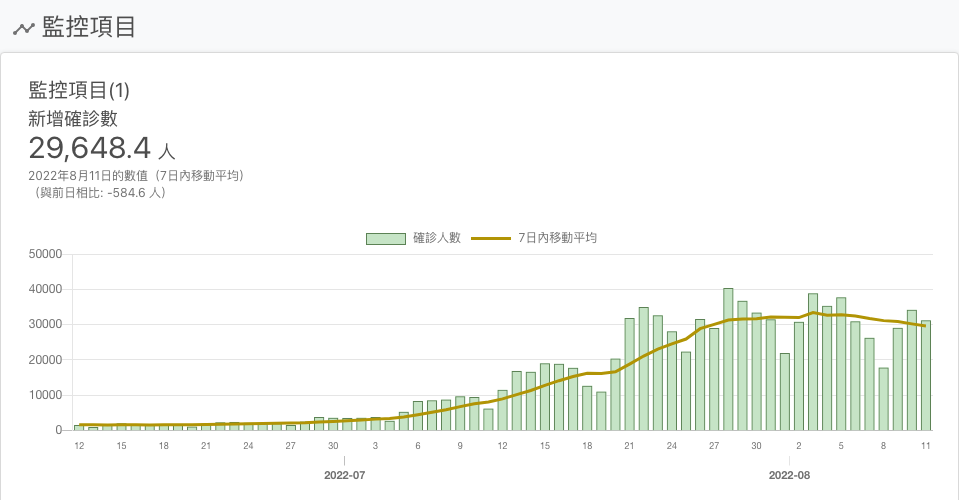 監控項目
監控項目(1)
新增確診數
29,648.4 人
2022年8月11日的數值（7日內移動平均）
（與前日相比: -584.6 人）
確診人數 7日內移動平均
50000
40000
30000
20000
10000
0
12 15 18 21 24 27 30 3 6 9 12 15 18 21 24 27 30 2 5 8 11
2022-07 2022-08